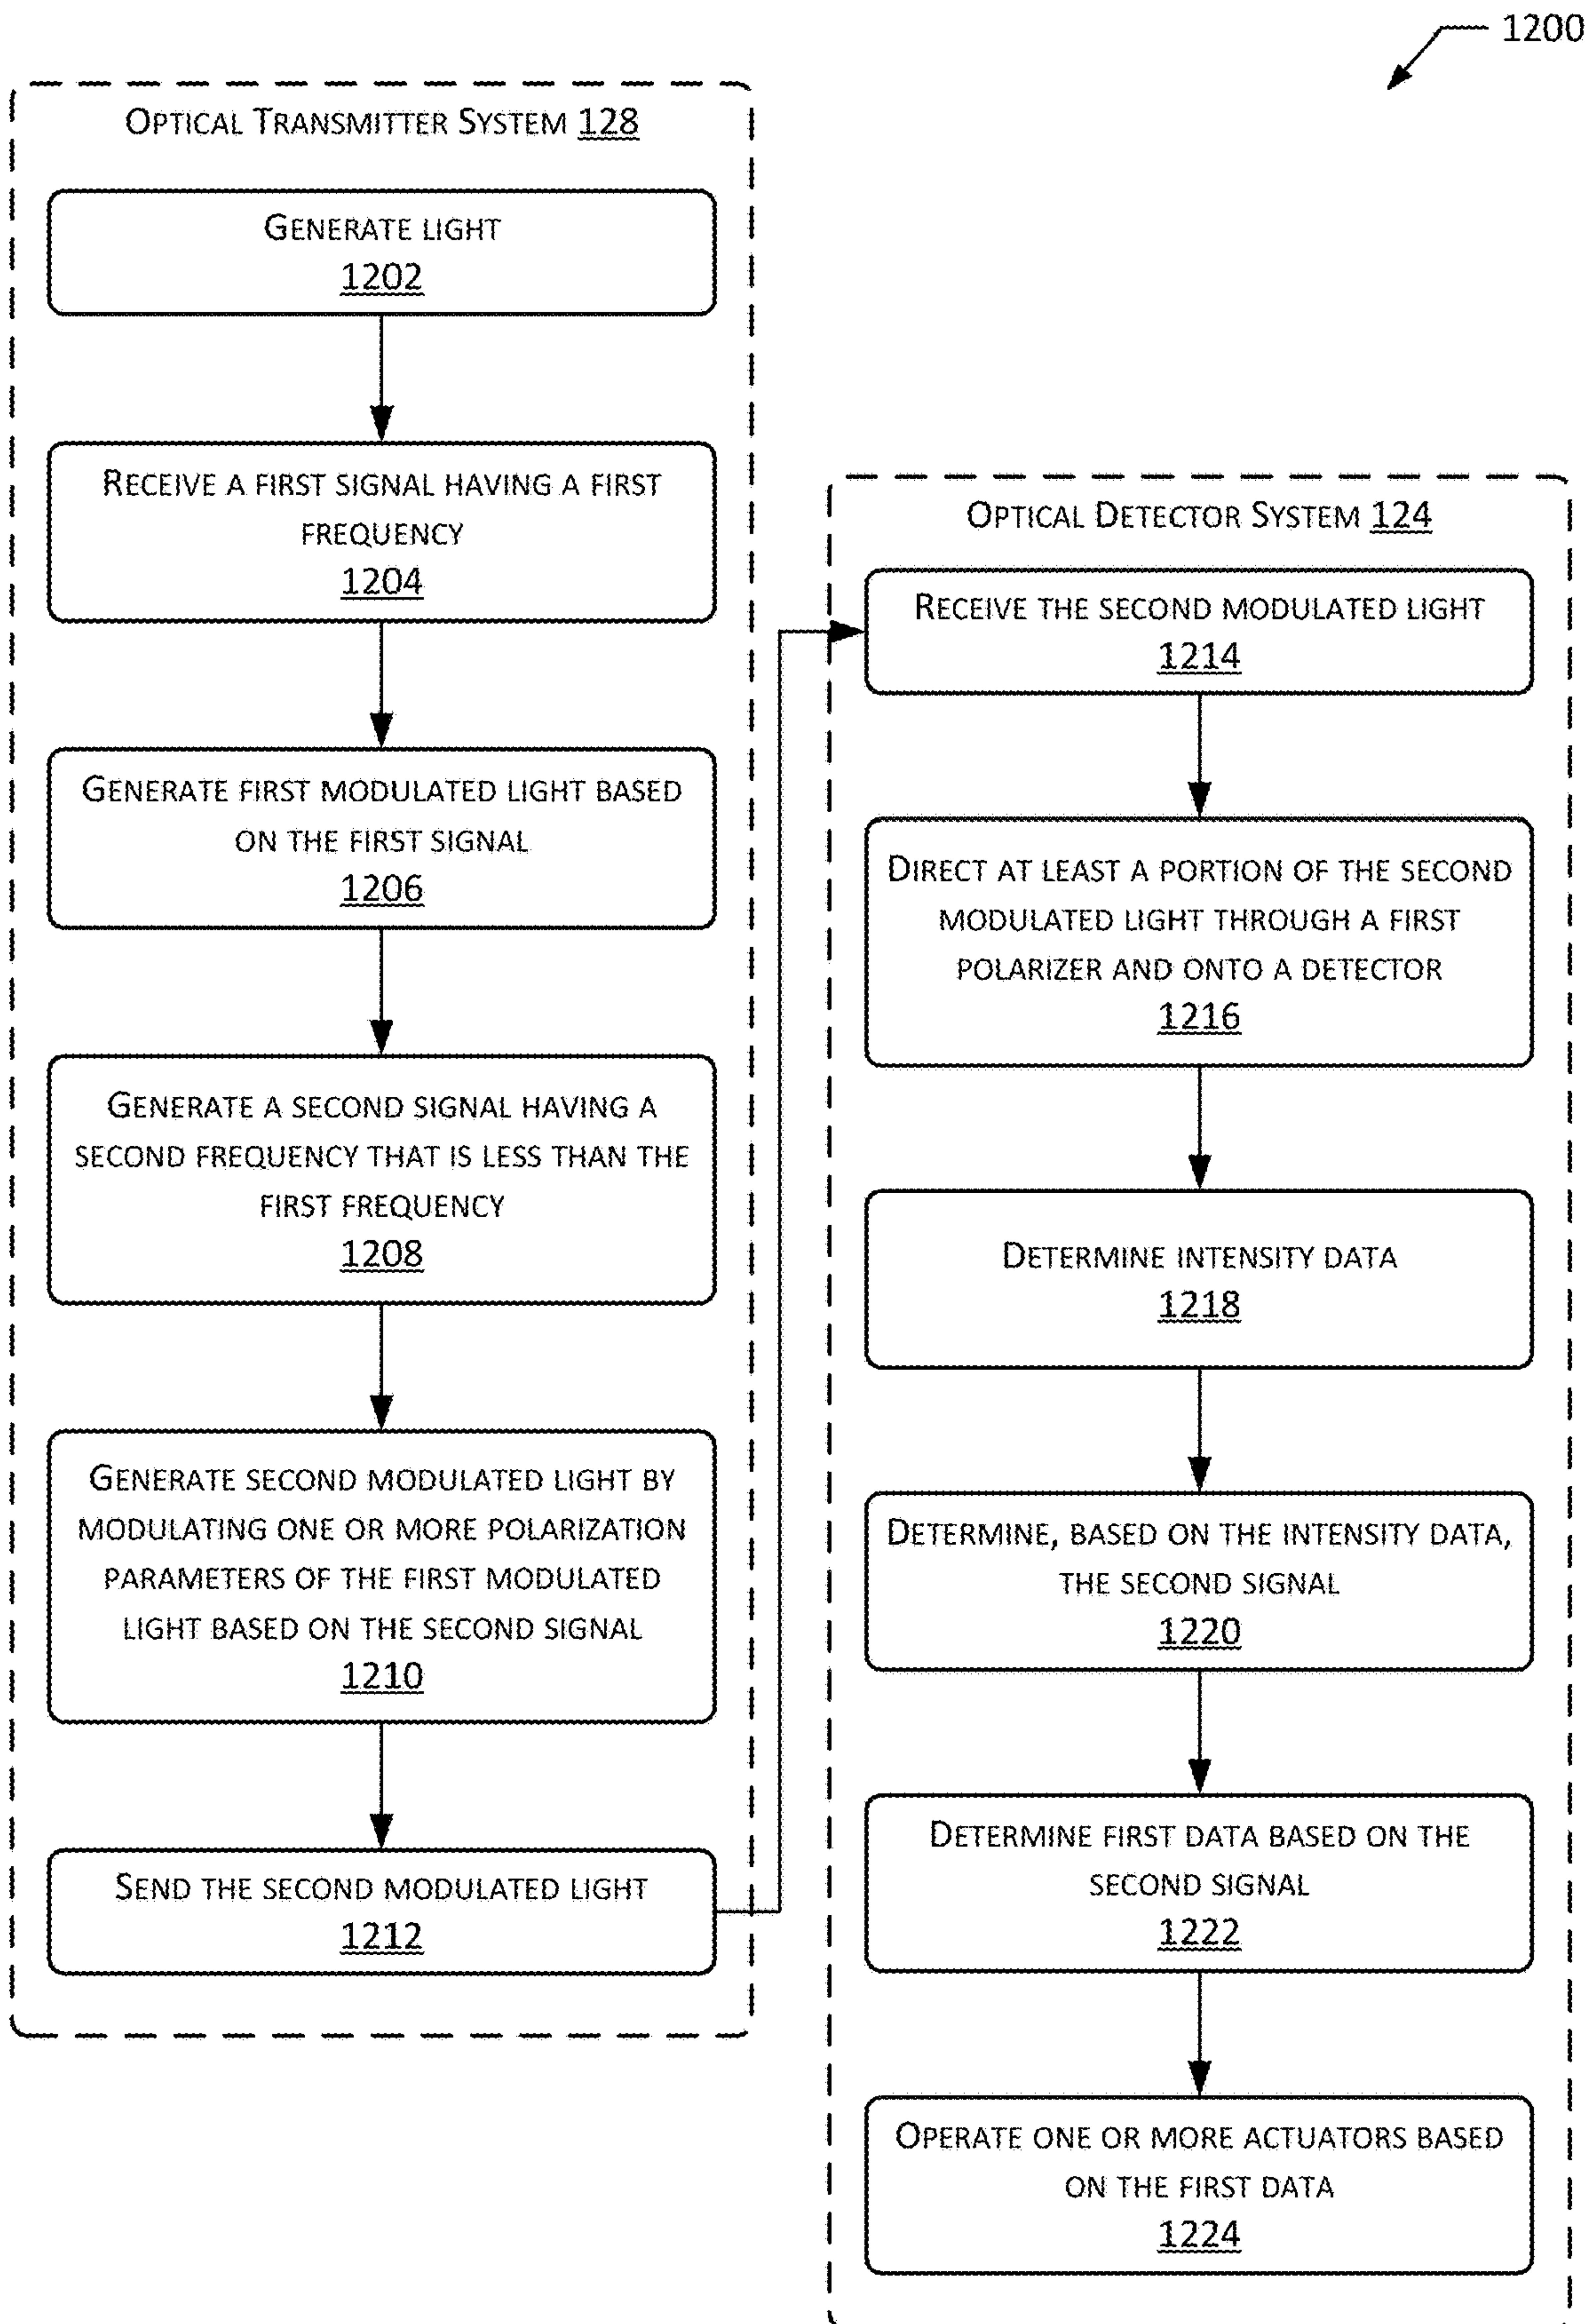 1200
OPTICAL TRANSMITTER SYSTEM 128
GENERATE LIGHT
1202
RECEIVE A FIRST SIGNAL HAVING A FIRST
FREQUENCY
1204
GENERATE FIRST MODULATED LIGHT BASED
ON THE FIRST SIGNAL
1206
GENERATE A SECOND SIGNAL HAVING A
SECOND FREQUENCY THAT IS LESS THAN THE
FIRST FREQUENCY
1208
GENERATE SECOND MODULATED LIGHT BY
MODULATING ONE OR MORE POLARIZATION
PARAMETERS OF THE FIRST MODULATED
LIGHT BASED ON THE SECOND SIGNAL
1210
SEND THE SECOND MODULATED LIGHT
1212
OPTICAL DETECTOR SYSTEM 124
RECEIVE THE SECOND MODULATED LIGHT
1214
DIRECT AT LEAST A PORTION OF THE SECOND
MODULATED LIGHT THROUGH A FIRST
POLARIZER AND ONTO A DETECTOR
1216
DETERMINE INTENSITY DATA
1218
DETERMINE, BASED ON THE INTENSITY DATA,
THE SECOND SIGNAL
1220
DETERMINE FIRST DATA BASED ON THE
SECOND SIGNAL
1222
OPERATE ONE OR MORE ACTUATORS BASED
ON THE FIRST DATA
1224